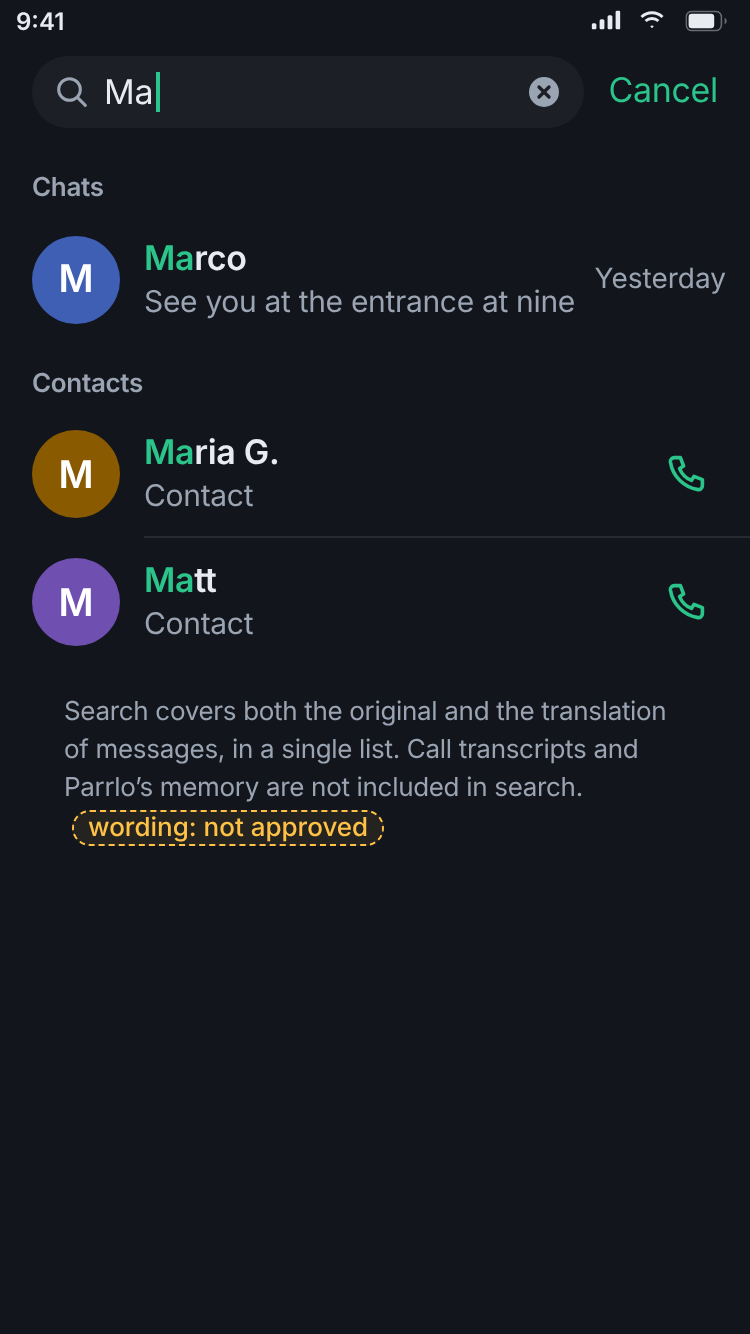 9:41
Ma
Cancel
Chats
M
Marco
See you at the entrance at nine
Yesterday
Contacts
M
Maria G.
Contact
M
Matt
Contact
Search covers both the original and the translation
of messages, in a single list. Call transcripts and
Parrlo’s memory are not included in search.
wording: not approved